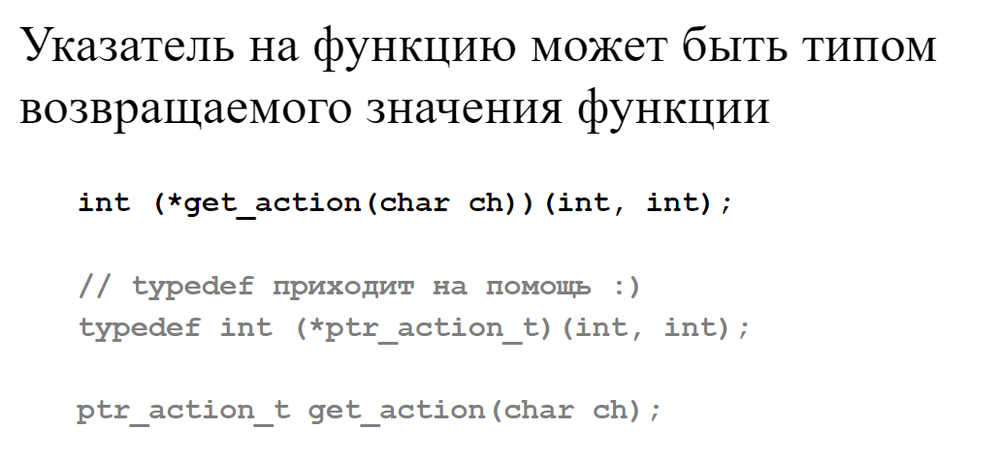 Указатель на функцию может быть типом
возвращаемого значения функции
int (*get_action(char ch))(int, int);
// typedef приходит на помощь :)
typedef int (*ptr_action_t)(int, int);
ptr_action_t get_action(char ch);